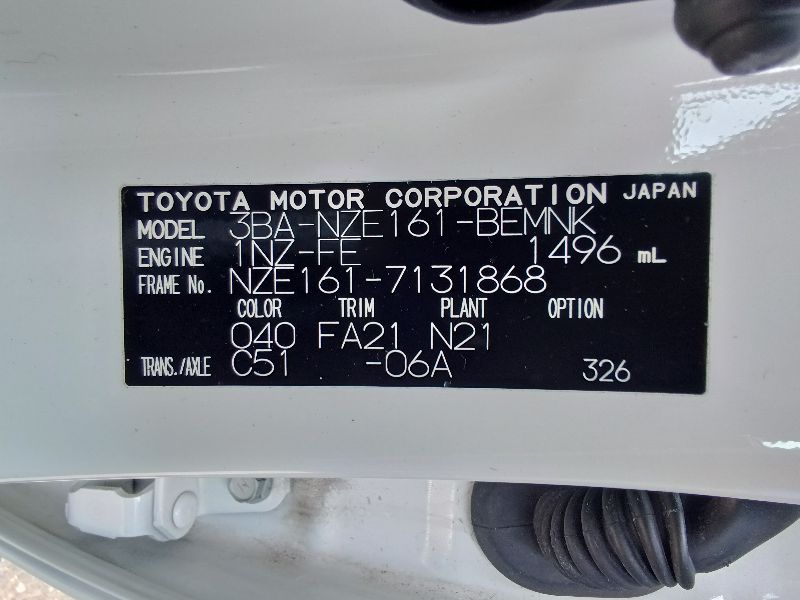 TOYOTA MOTOR CORPORATION JAPAN
MODEL 3BA-NZE161-BEMNK
ENGINE 1NZ-FE 1496 mL
FRAME No. NZE161-7131868
COLOR TRIM PLANT OPTION
040 FA21 N21
TRANS./AXLE C51 -06A 326